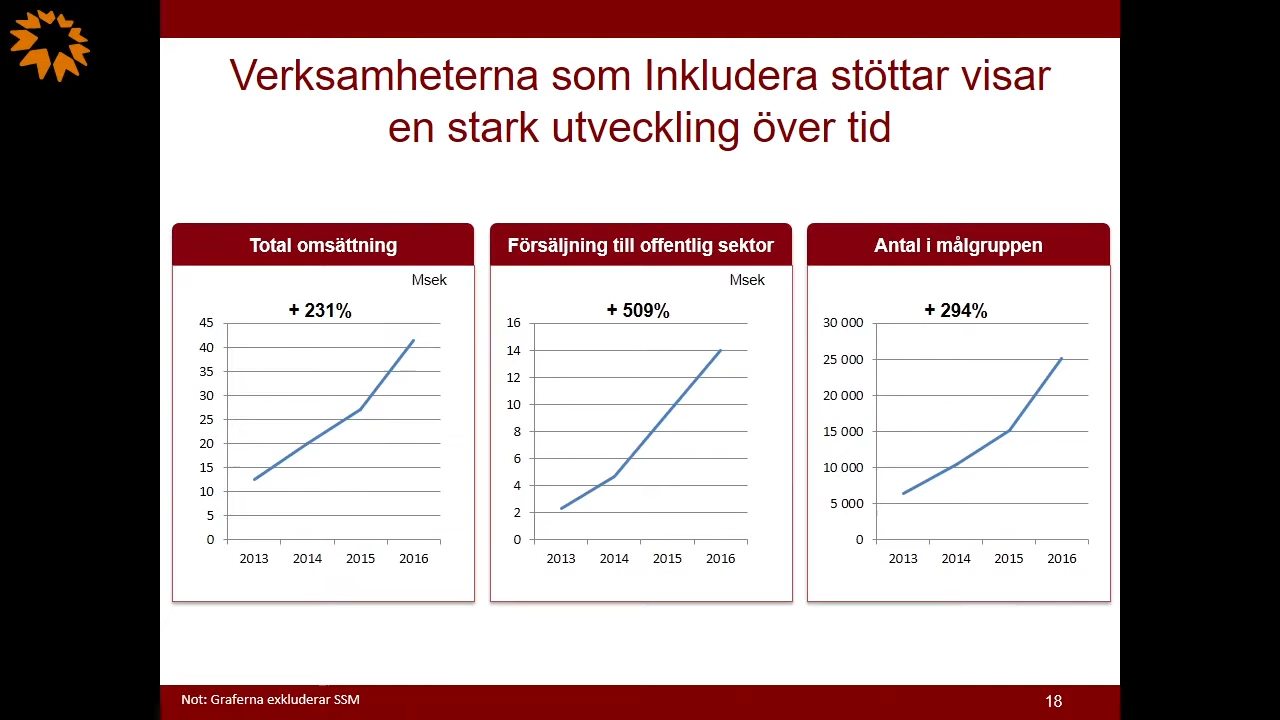 Verksamheterna som Inkludera stöttar visar
en stark utveckling över tid
Total omsättning
Msek
+ 231%
45
40
35
30
25
20
15
10
5
0
2013 2014 2015 2016
Försäljning till offentlig sektor
Msek
+ 509%
16
14
12
10
8
6
4
2
0
2013 2014 2015 2016
Antal i målgruppen
+ 294%
30 000
25 000
20 000
15 000
10 000
5 000
0
2013 2014 2015 2016
Not: Graferna exkluderar SSM
18